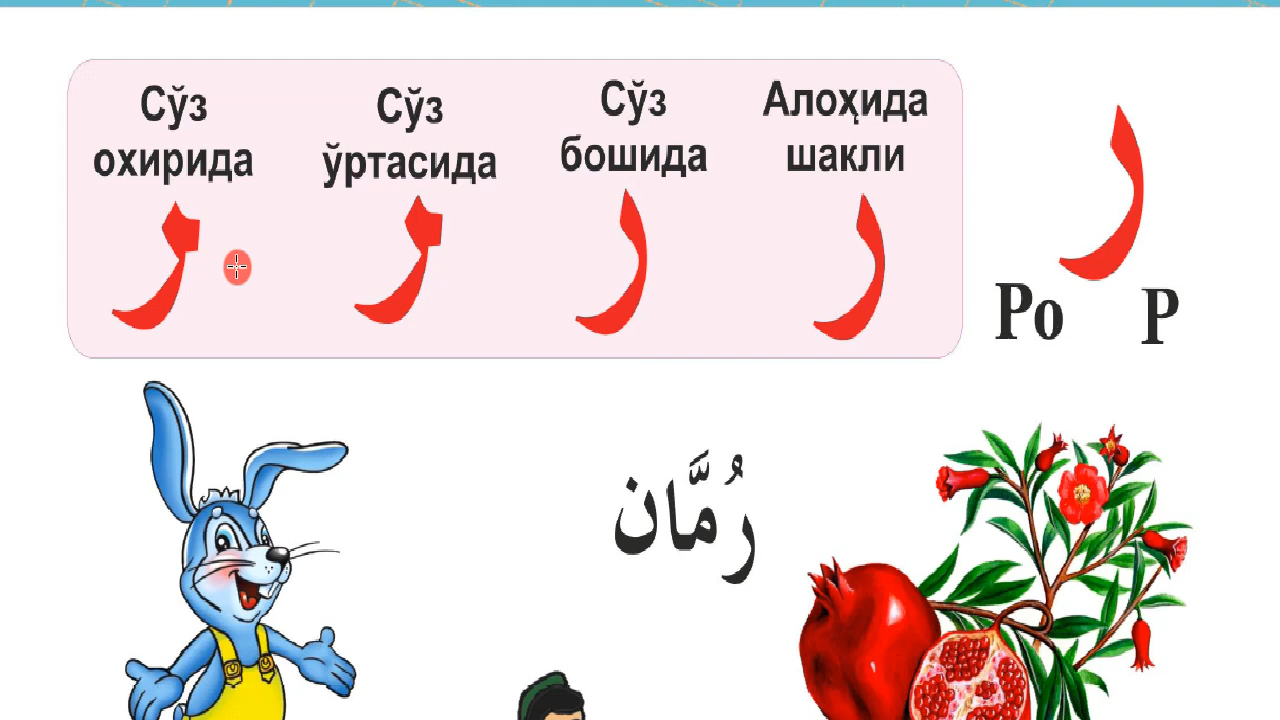 Сўз охирида
Сўз ўртасида
Сўз бошида
Алоҳида шакли
ر
ـر
ـر
ر
ر
Ро
Р
رُمَّان